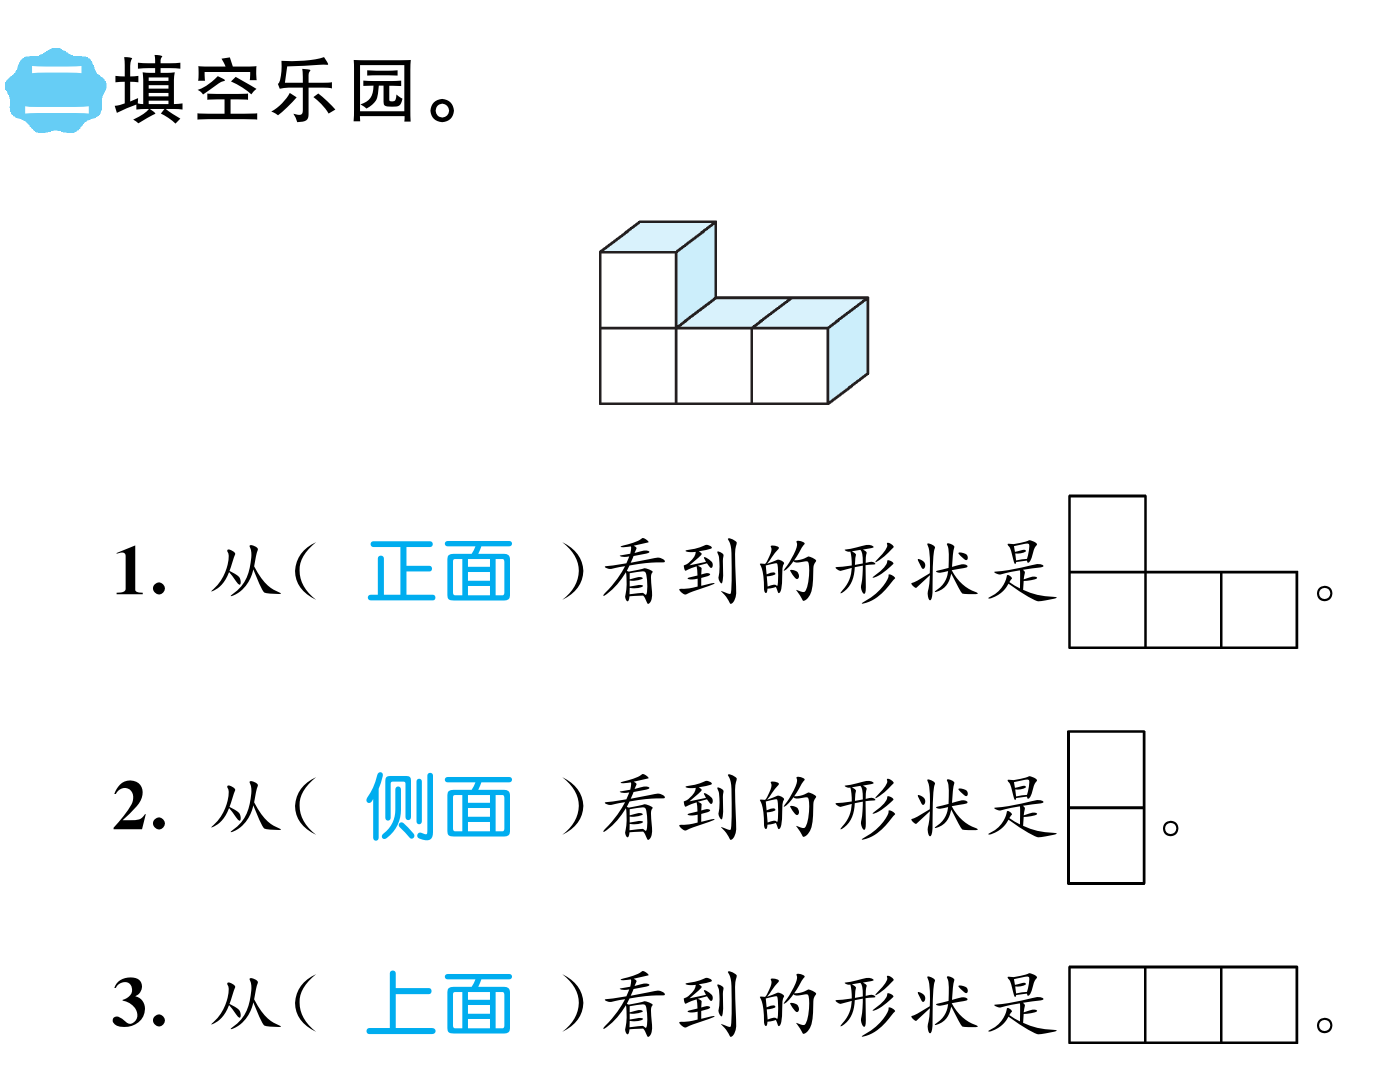 二 填空乐园。
1. 从( 正面 )看到的形状是 。
2. 从( 侧面 )看到的形状是 。
3. 从( 上面 )看到的形状是 。